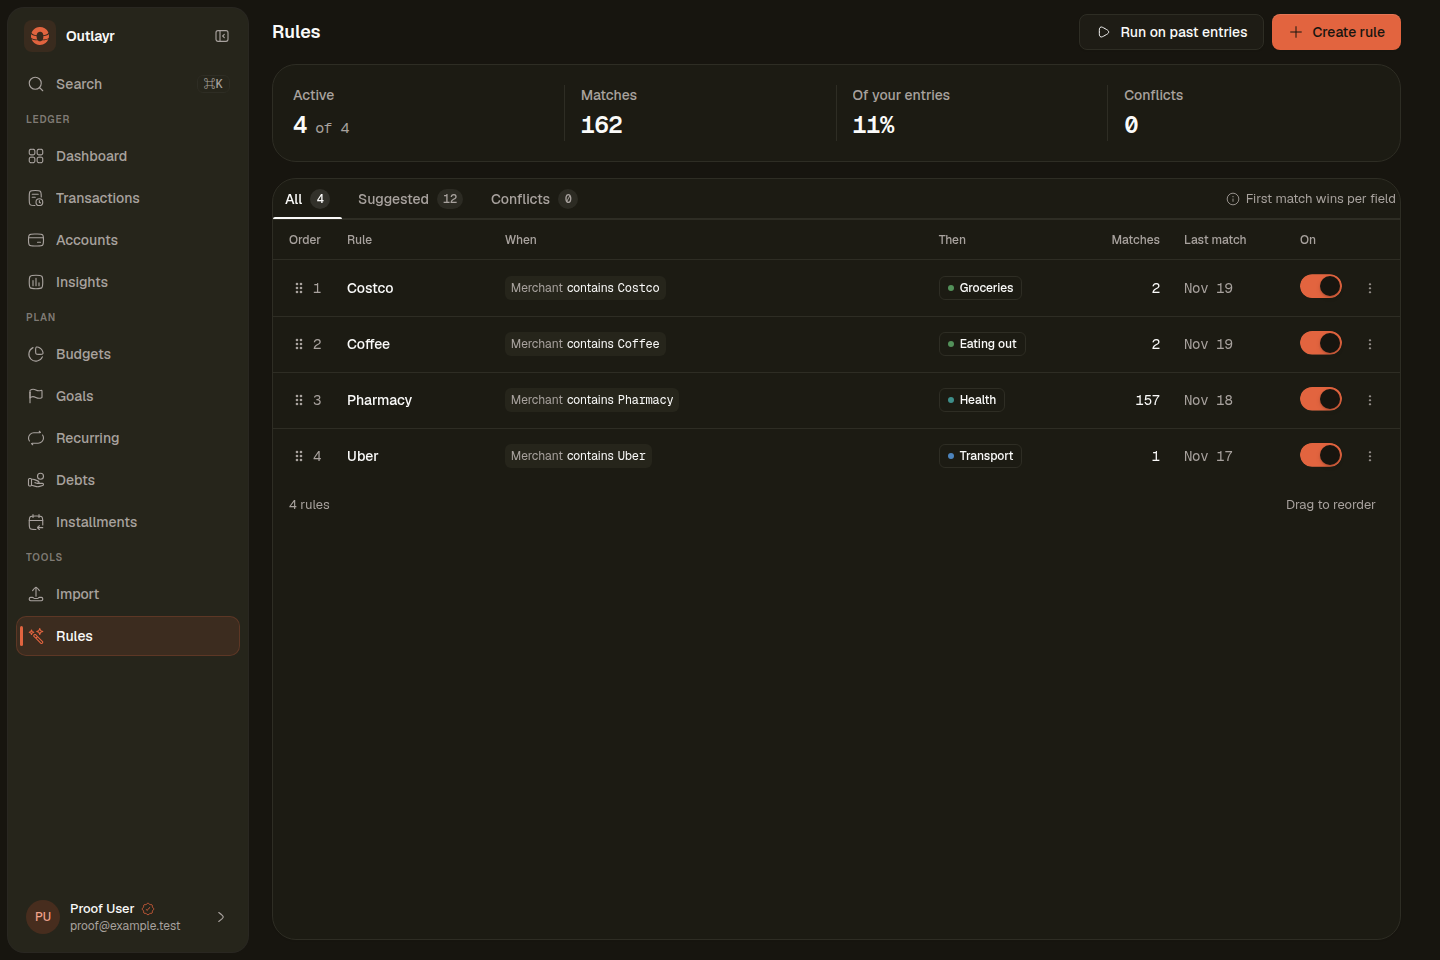 Outlayr
Search ⌘K
LEDGER
Dashboard
Transactions
Accounts
Insights
PLAN
Budgets
Goals
Recurring
Debts
Installments
TOOLS
Import
Rules
PU
Proof User
proof@example.test
Rules
Run on past entries
Create rule
Active
4 of 4
Matches
162
Of your entries
11%
Conflicts
0
All 4 Suggested 12 Conflicts 0 First match wins per field
Order Rule When Then Matches Last match On
1 Costco Merchant contains Costco Groceries 2 Nov 19
2 Coffee Merchant contains Coffee Eating out 2 Nov 19
3 Pharmacy Merchant contains Pharmacy Health 157 Nov 18
4 Uber Merchant contains Uber Transport 1 Nov 17
4 rules Drag to reorder